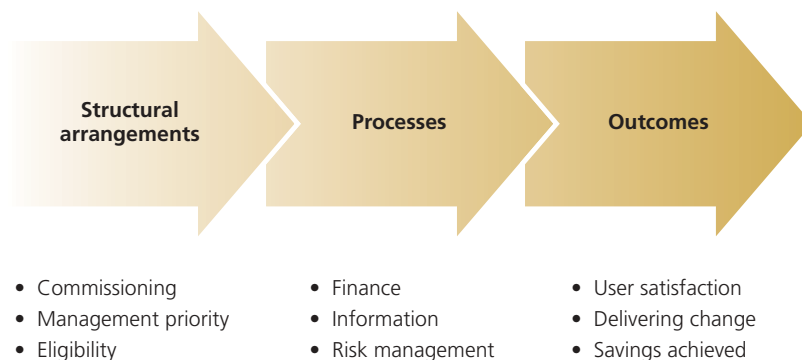 Structural
arrangements
Processes
Outcomes
• Commissioning
• Management priority
• Eligibility
• Finance
• Information
• Risk management
• User satisfaction
• Delivering change
• Savings achieved